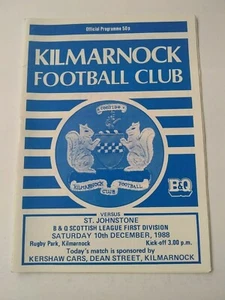 Official Programme 50p
KILMARNOCK
FOOTBALL CLUB
CONFIDEMUS
KILMARNOCK FOOTBALL
CLUB
B&Q
VERSUS
ST. JOHNSTONE
B & Q SCOTTISH LEAGUE FIRST DIVISION
SATURDAY 10th DECEMBER, 1988
Rugby Park, Kilmarnock Kick-off 3.00 p.m.
Today's match is sponsored by
KERSHAW CARS, DEAN STREET, KILMARNOCK